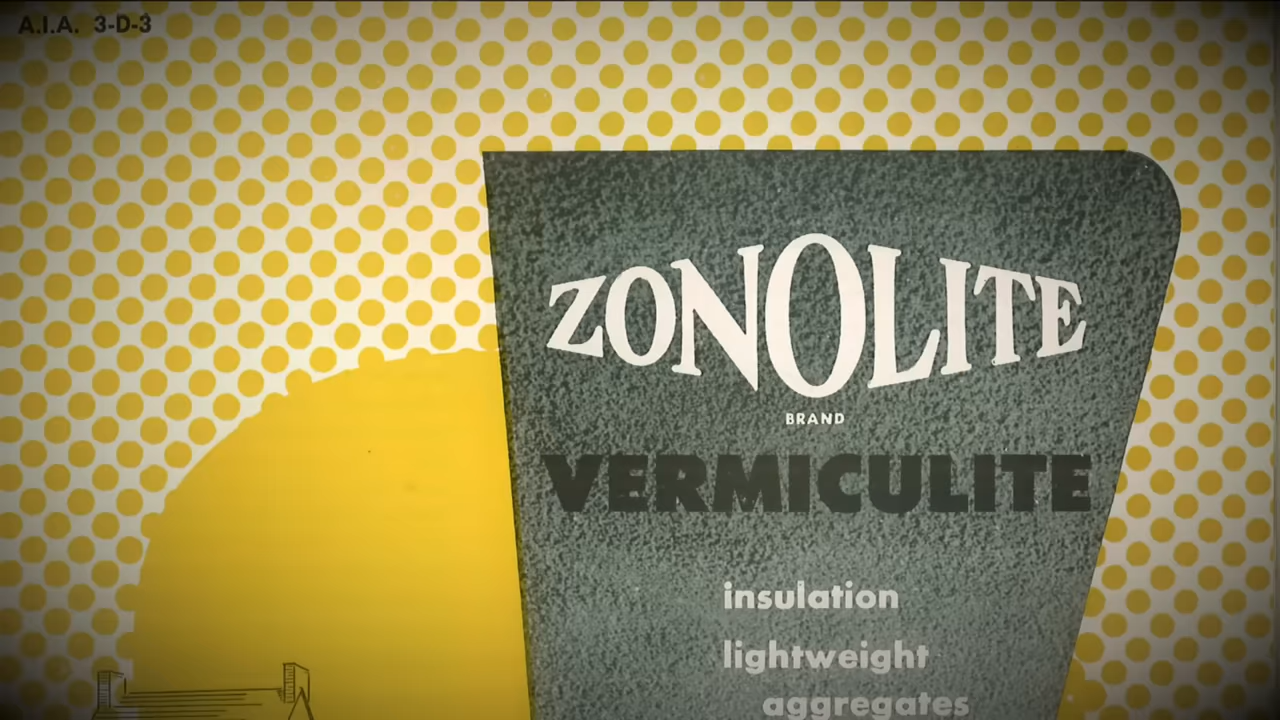 A.I.A. 3-D-3
ZONOLITE
BRAND
VERMICULITE
insulation
lightweight
aggregates